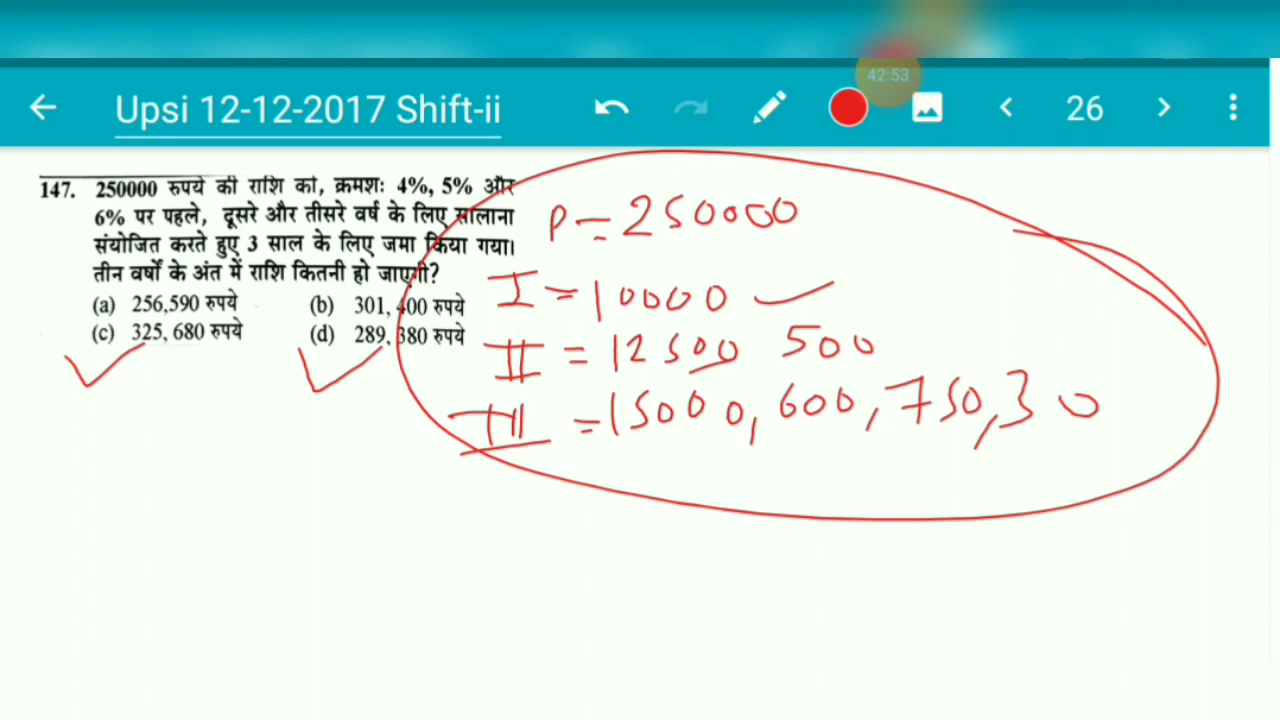 42:53
Upsi 12-12-2017 Shift-ii
26
147. 250000 रुपये की राशि को, क्रमशः 4%, 5% और
6% पर पहले, दूसरे और तीसरे वर्ष के लिए सालाना
संयोजित करते हुए 3 साल के लिए जमा किया गया।
तीन वर्षों के अंत में राशि कितनी हो जाएगी?
(a) 256,590 रुपये (b) 301,400 रुपये
(c) 325,680 रुपये (d) 289,380 रुपये
P = 250000
I = 10000
II = 12500 500
III = 15000, 600, 750, 30